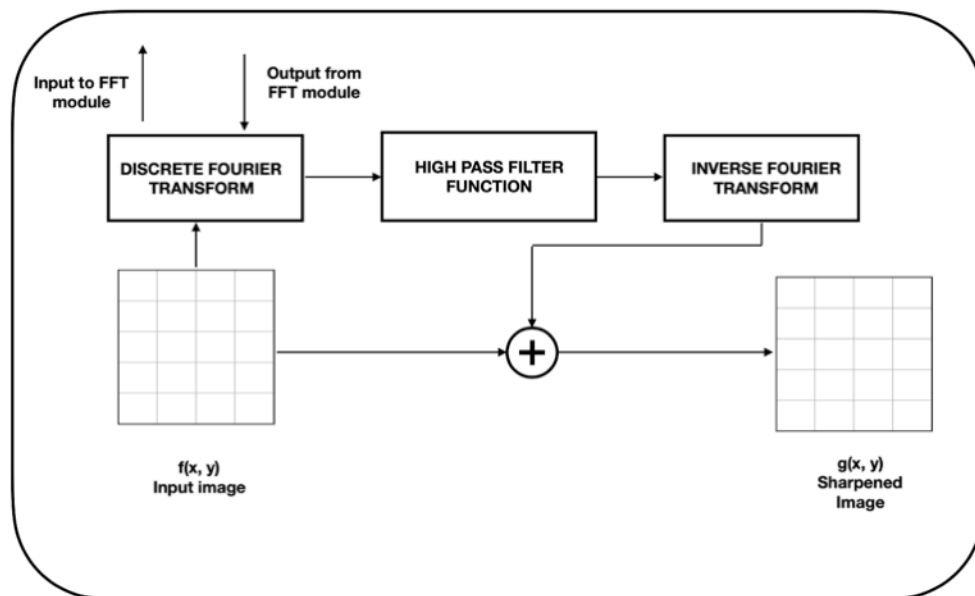 Input to FFT
module
Output from
FFT module
DISCRETE FOURIER
TRANSFORM
HIGH PASS FILTER
FUNCTION
INVERSE FOURIER
TRANSFORM
+
f(x, y)
Input image
g(x, y)
Sharpened
Image